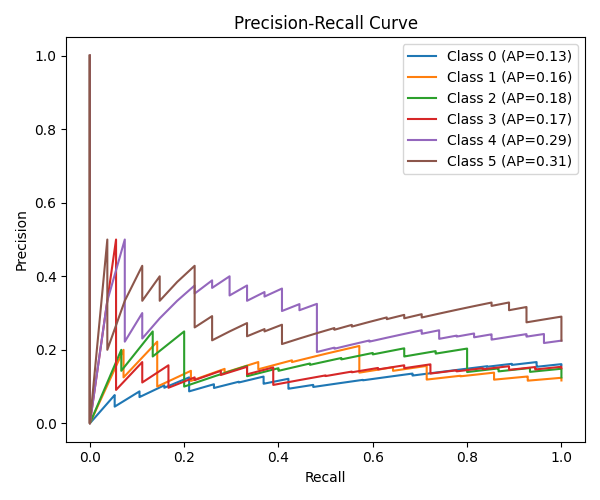 Precision-Recall Curve
Precision
1.0
0.8
0.6
0.4
0.2
0.0
Class 0 (AP=0.13)
Class 1 (AP=0.16)
Class 2 (AP=0.18)
Class 3 (AP=0.17)
Class 4 (AP=0.29)
Class 5 (AP=0.31)
0.0 0.2 0.4 0.6 0.8 1.0
Recall